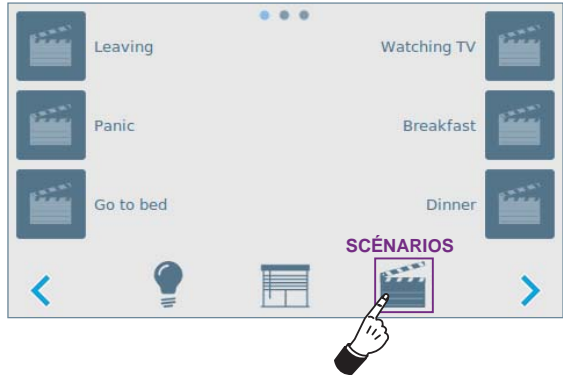 Leaving
Watching TV
Panic
Breakfast
Go to bed
Dinner
SCÉNARIOS